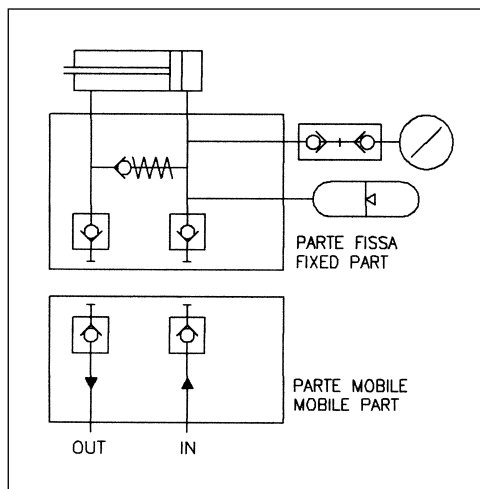 PARTE FISSA
FIXED PART
PARTE MOBILE
MOBILE PART
OUT IN